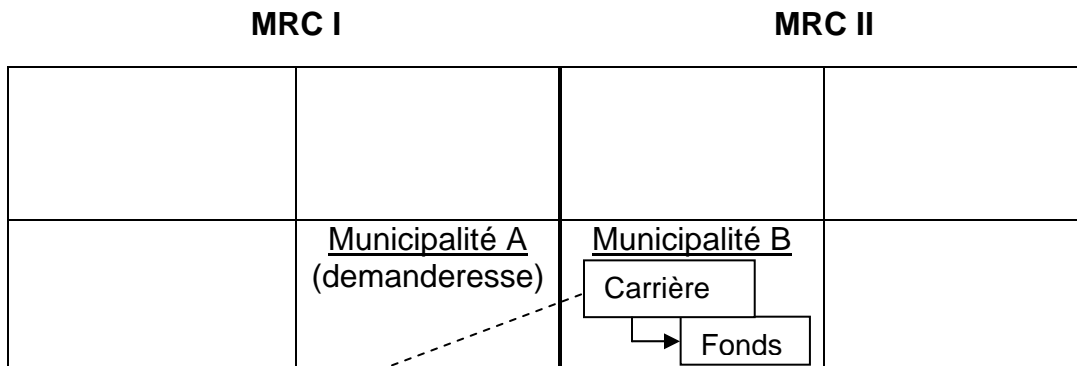 MRC I
MRC II
Municipalité A
(demanderesse)
Municipalité B
Carrière
Fonds